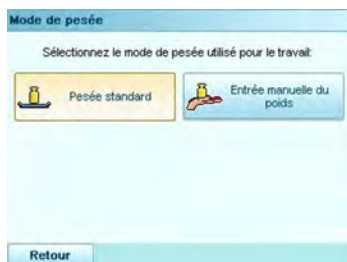 Mode de pesée
Sélectionnez le mode de pesée utilisé pour le travail:
Pesée standard
Entrée manuelle du
poids
Retour